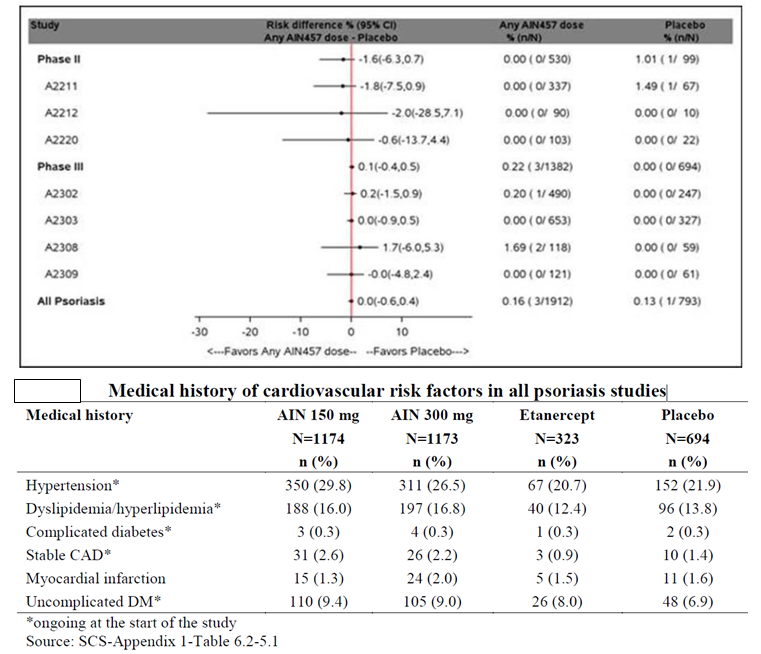 Study Risk difference % (95% CI) Any AIN457 dose Placebo
Any AIN457 dose - Placebo % (n/N) % (n/N)
Phase II -1.6(-6.3,0.7) 0.00 ( 0/ 530) 1.01 ( 1/ 99)
A2211 -1.8(-7.5,0.9) 0.00 ( 0/ 337) 1.49 ( 1/ 67)
A2212 -2.0(-28.5,7.1) 0.00 ( 0/ 90) 0.00 ( 0/ 10)
A2220 -0.6(-13.7,4.4) 0.00 ( 0/ 103) 0.00 ( 0/ 22)
Phase III 0.1(-0.4,0.5) 0.22 ( 3/1382) 0.00 ( 0/ 694)
A2302 0.2(-1.5,0.9) 0.20 ( 1/ 490) 0.00 ( 0/ 247)
A2303 0.0(-0.9,0.5) 0.00 ( 0/ 653) 0.00 ( 0/ 327)
A2308 1.7(-6.0,5.3) 1.69 ( 2/ 118) 0.00 ( 0/ 59)
A2309 -0.0(-4.8,2.4) 0.00 ( 0/ 121) 0.00 ( 0/ 61)
All Psoriasis 0.0(-0.6,0.4) 0.16 ( 3/1912) 0.13 ( 1/ 793)
-30 -20 -10 0 10
<---Favors Any AIN457 dose-- --Favors Placebo--->
Medical history of cardiovascular risk factors in all psoriasis studies
Medical history AIN 150 mg AIN 300 mg Etanercept Placebo
N=1174 N=1173 N=323 N=694
n (%) n (%) n (%) n (%)
Hypertension* 350 (29.8) 311 (26.5) 67 (20.7) 152 (21.9)
Dyslipidemia/hyperlipidemia* 188 (16.0) 197 (16.8) 40 (12.4) 96 (13.8)
Complicated diabetes* 3 (0.3) 4 (0.3) 1 (0.3) 2 (0.3)
Stable CAD* 31 (2.6) 26 (2.2) 3 (0.9) 10 (1.4)
Myocardial infarction 15 (1.3) 24 (2.0) 5 (1.5) 11 (1.6)
Uncomplicated DM* 110 (9.4) 105 (9.0) 26 (8.0) 48 (6.9)
*ongoing at the start of the study
Source: SCS-Appendix 1-Table 6.2-5.1